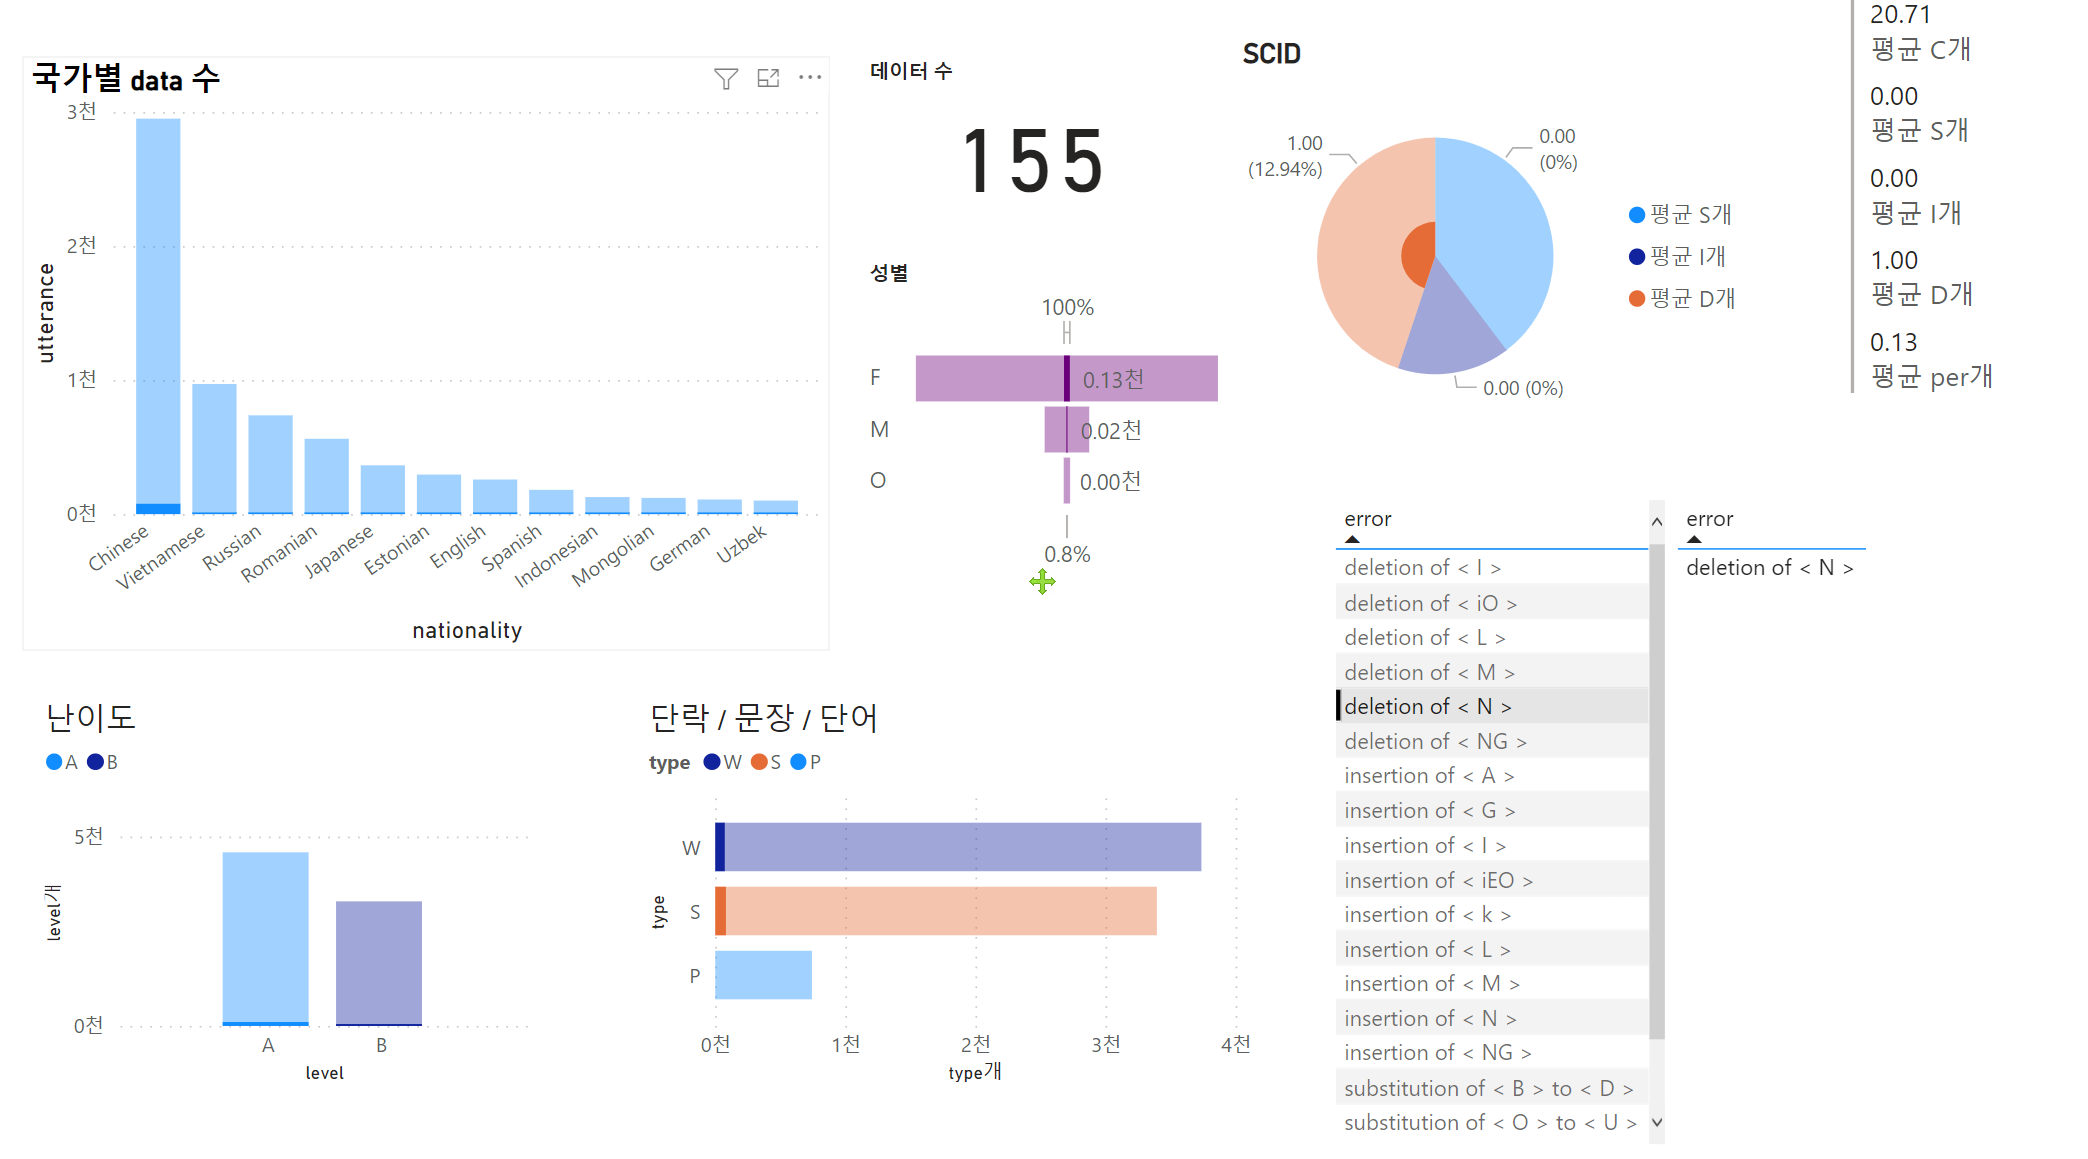 국가별 data 수
3천
2천
1천
0천
utterance
Chinese
Vietnamese
Russian
Romanian
Japanese
Estonian
English
Spanish
Indonesian
Mongolian
German
Uzbek
nationality
데이터 수
155
성별
100%
F
0.13천
M
0.02천
O
0.00천
0.8%
SCID
1.00
(12.94%)
0.00
(0%)
0.00 (0%)
평균 S개
평균 I개
평균 D개
20.71
평균 C개
0.00
평균 S개
0.00
평균 I개
1.00
평균 D개
0.13
평균 per개
난이도
A B
5천
0천
level개
A B
level
단락 / 문장 / 단어
type W S P
type
W
S
P
0천 1천 2천 3천 4천
type개
error
deletion of < I >
deletion of < iO >
deletion of < L >
deletion of < M >
deletion of < N >
deletion of < NG >
insertion of < A >
insertion of < G >
insertion of < I >
insertion of < iEO >
insertion of < k >
insertion of < L >
insertion of < M >
insertion of < N >
insertion of < NG >
substitution of < B > to < D >
substitution of < O > to < U >
error
deletion of < N >